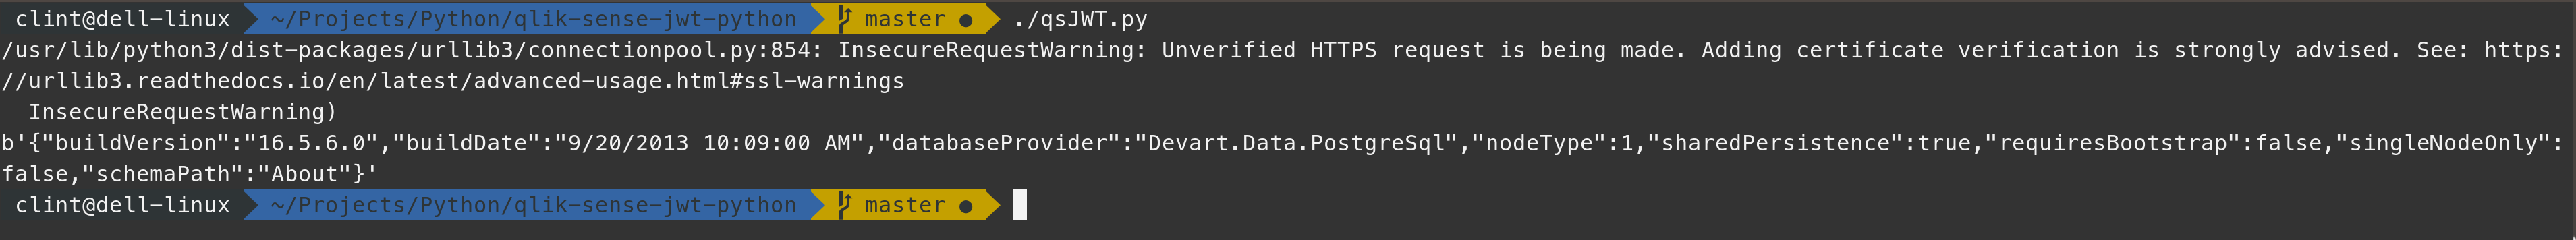 clint@dell-linux ~/Projects/Python/qlik-sense-jwt-python master ● ./qsJWT.py
/usr/lib/python3/dist-packages/urllib3/connectionpool.py:854: InsecureRequestWarning: Unverified HTTPS request is being made. Adding certificate verification is strongly advised. See: https:
//urllib3.readthedocs.io/en/latest/advanced-usage.html#ssl-warnings
  InsecureRequestWarning)
b'{"buildVersion":"16.5.6.0","buildDate":"9/20/2013 10:09:00 AM","databaseProvider":"Devart.Data.PostgreSql","nodeType":1,"sharedPersistence":true,"requiresBootstrap":false,"singleNodeOnly":
false,"schemaPath":"About"}'
clint@dell-linux ~/Projects/Python/qlik-sense-jwt-python master ●